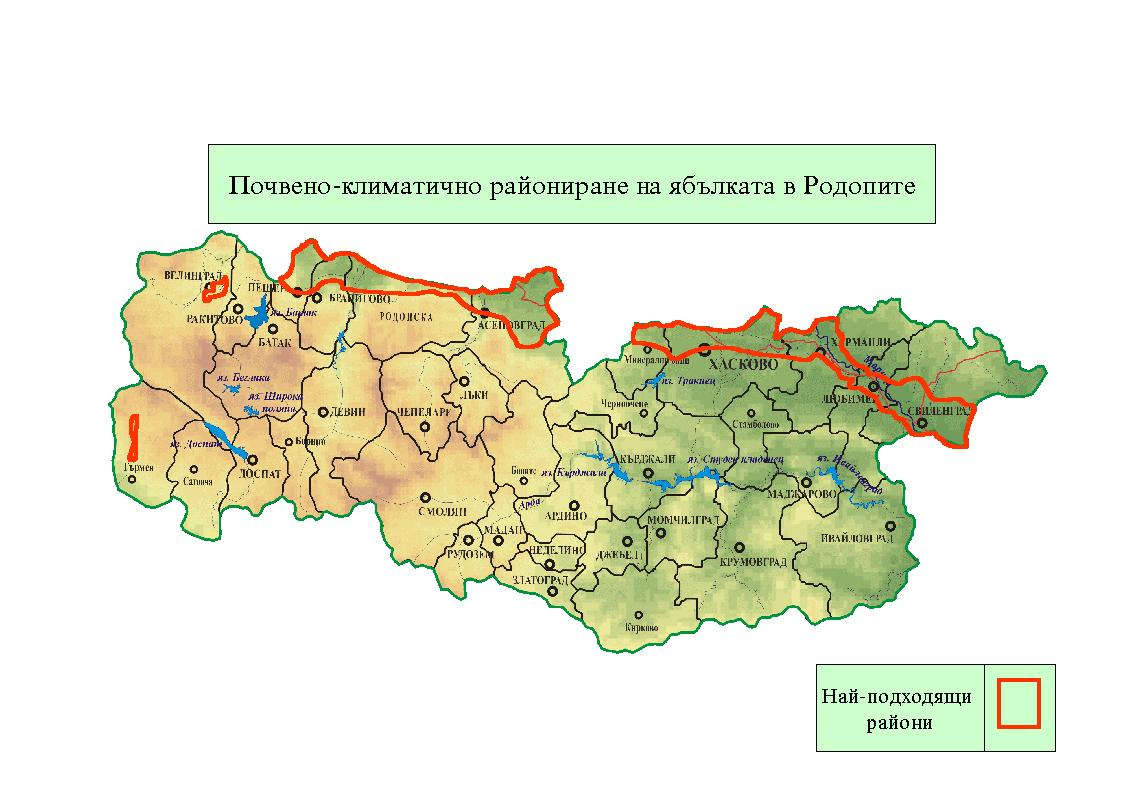 Почвено-климатично райониране на ябълката в Родопите
ВЕЛИНГРАД
ПЕЩЕР
БРАЦИГОВО
яз. Батак
РАКИТОВО
РОДОПСКА
АСЕНОВГРАД
БАТАК
ХАРМАНЛИ
Минерални бани
ХАСКОВО
яз. Беглика
яз. Тракиец
яз. Широка
поляна
ЛЪКИ
ДЕВИН
ЧЕПЕЛАРЕ
Черноочене
Стамболово
ЛЮБИМЕЦ
СВИЛЕНГРАД
яз. Доспат
Борино
ДОСПАТ
Гърмен
Сатовча
Баните
яз. Кърджали
КЪРДЖАЛИ
яз. Студен кладенец
яз. Ивайловград
МАДЖАРОВО
СМОЛЯН
Арда
АРДИНО
МОМЧИЛГРАД
МАДАН
РУДОЗЕМ
НЕДЕЛИНО
ДЖЕБЕЛ
КРУМОВГРАД
ИВАЙЛОВГРАД
ЗЛАТОГРАД
Кирково
Най-подходящи
райони